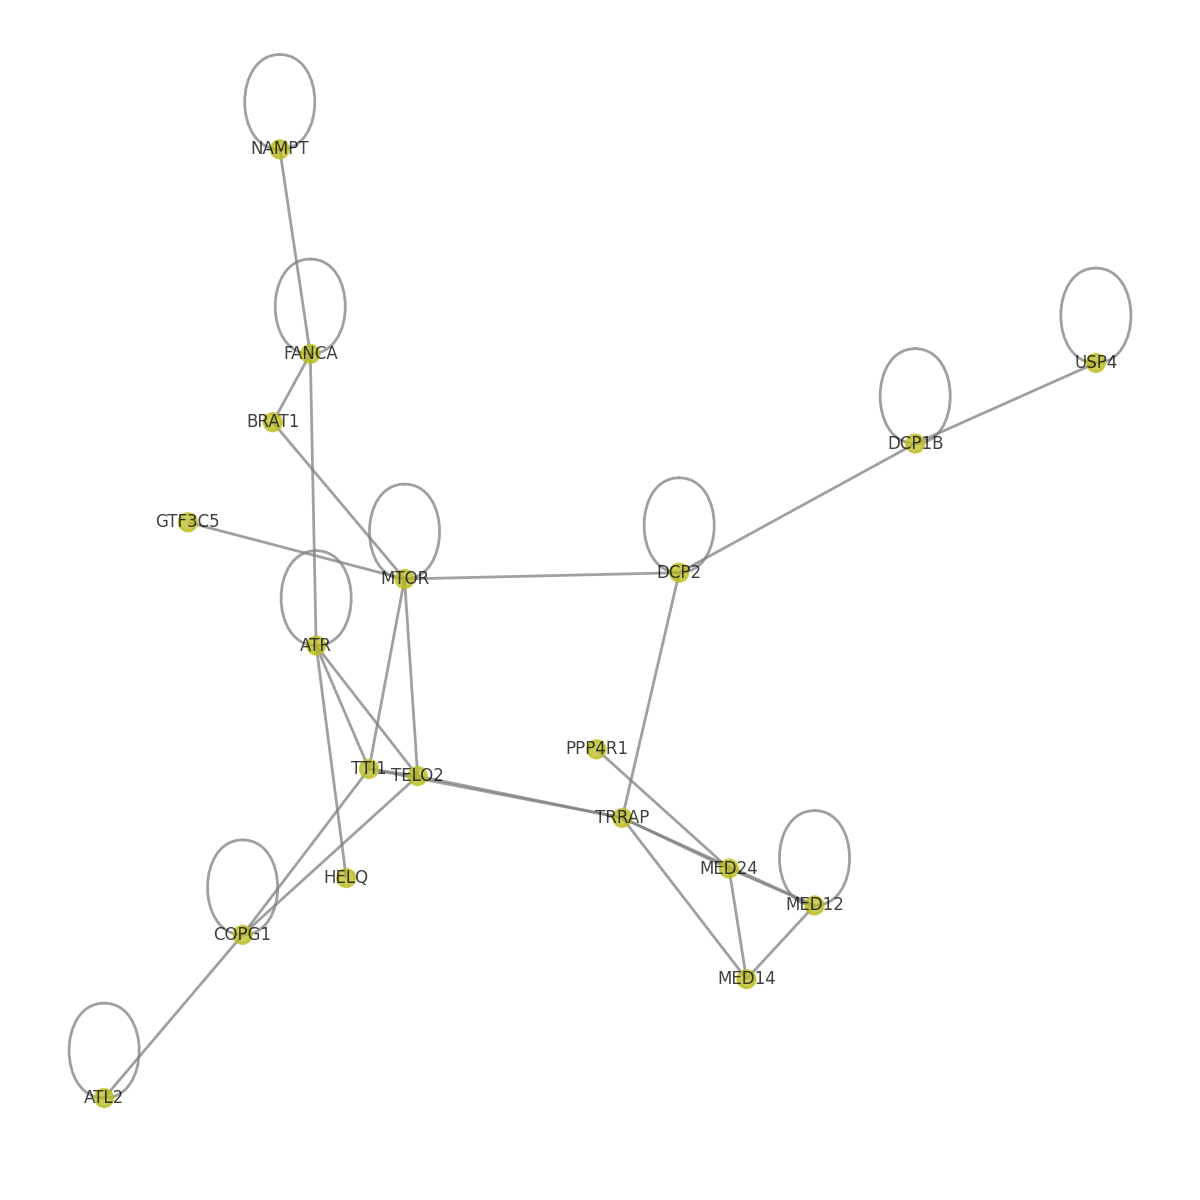 NAMPT
FANCA
USP4
BRAT1
DCP1B
GTF3C5
DCP2
MTOR
ATR
PPP4R1
TTI1
TELO2
TRRAP
MED24
HELQ
MED12
COPG1
MED14
ATL2